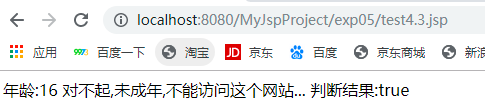 localhost:8080/MyJspProject/exp05/test4.3.jsp
应用 百度一下 淘宝 JD 京东 百度 京东商城 新浪
年龄:16 对不起,未成年,不能访问这个网站... 判断结果:true